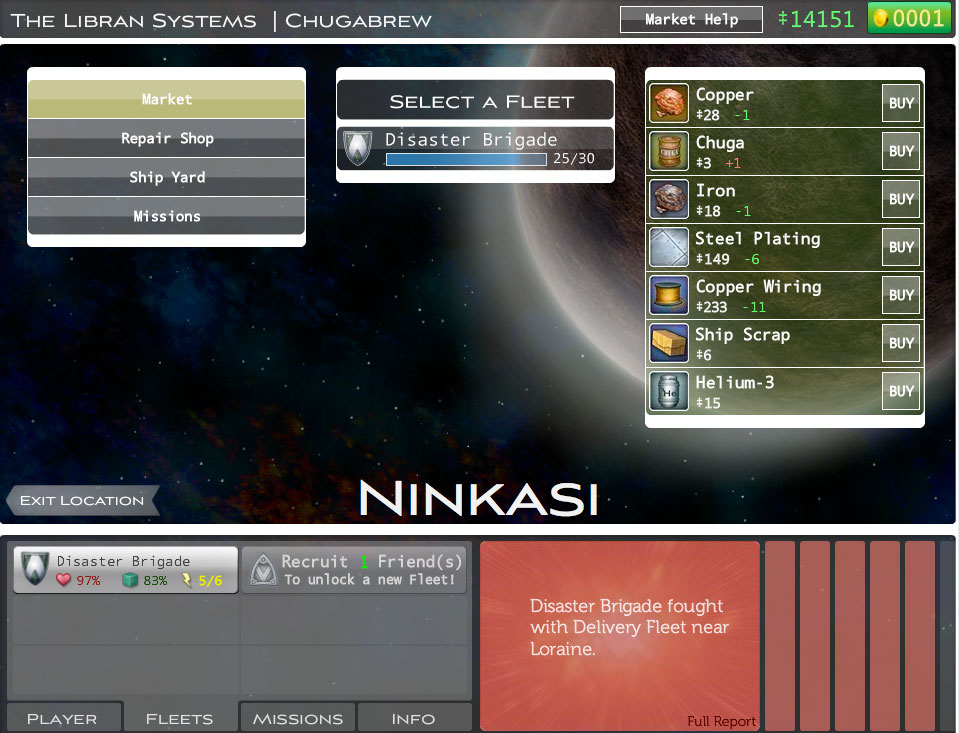 The Libran Systems | Chugabrew
Market Help
‡14151
0001
Market
Repair Shop
Ship Yard
Missions
Select a Fleet
Disaster Brigade
25/30
Copper
‡28 -1
BUY
Chuga
‡3 +1
BUY
Iron
‡18 -1
BUY
Steel Plating
‡149 -6
BUY
Copper Wiring
‡233 -11
BUY
Ship Scrap
‡6
BUY
Helium-3
‡15
BUY
He
Exit Location
Ninkasi
Disaster Brigade
97% 83% 5/6
Recruit 1 Friend(s)
To unlock a new Fleet!
Disaster Brigade fought
with Delivery Fleet near
Loraine.
Full Report
Player
Fleets
Missions
Info